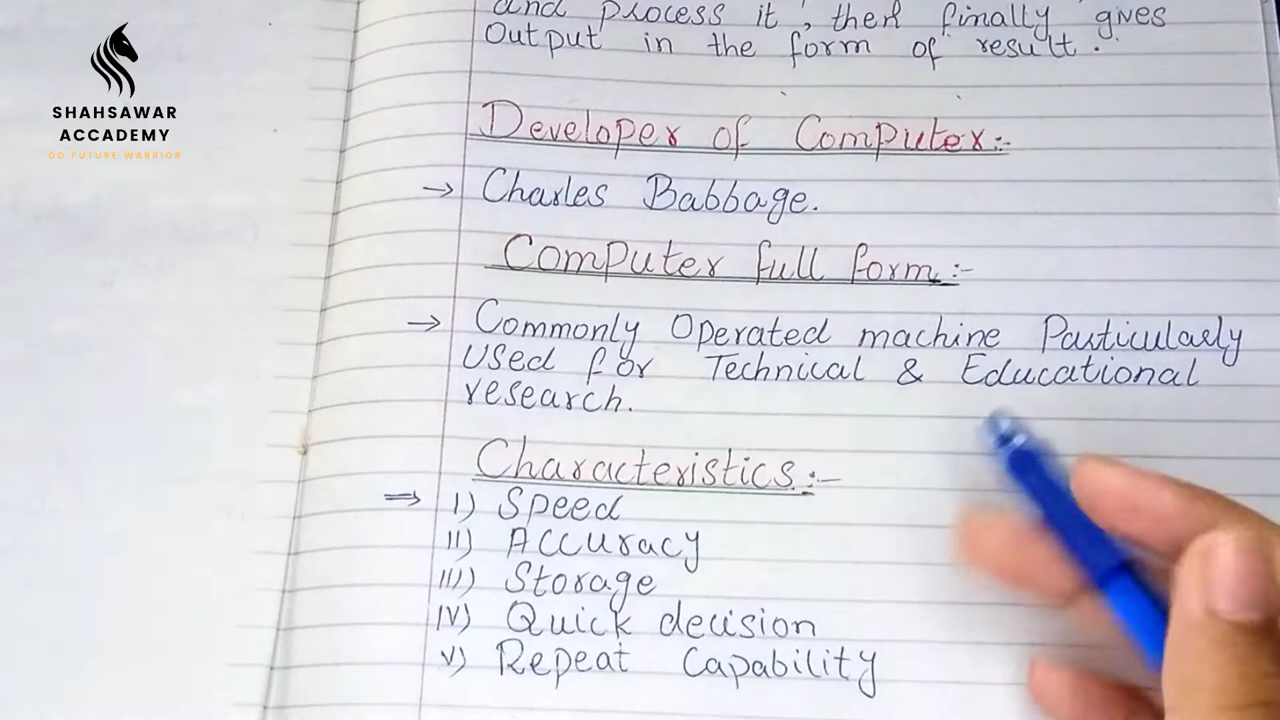 SHAHSAWAR
ACCADEMY
GO FUTURE WARRIOR
and process it, then finally gives
Output in the form of result.
Developer of Computer:-
→ Charles Babbage.
Computer full form:-
→ Commonly Operated machine Particularly
used for Technical & Educational
research.
Characteristics:-
⇒ I) Speed
II) Accuracy
III) Storage
IV) Quick decision
V) Repeat Capability